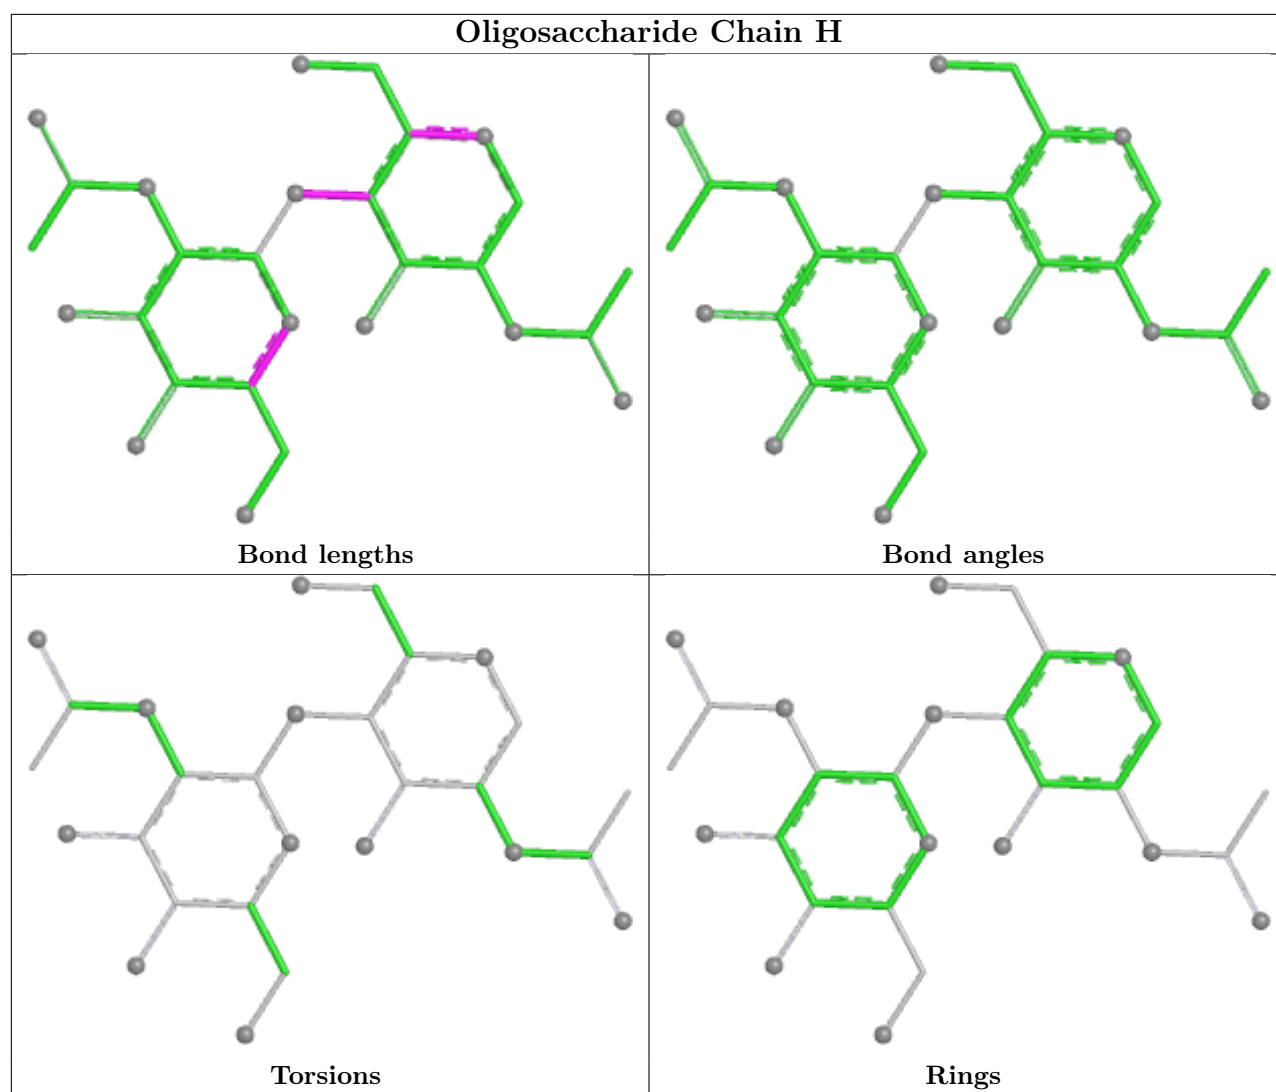 Oligosaccharide Chain H
Bond lengths
Bond angles
Torsions
Rings